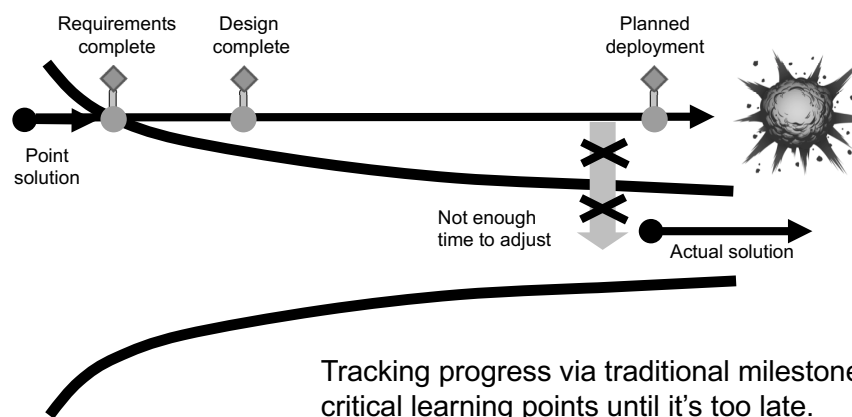 Requirements
complete
Design
complete
Planned
deployment
Point
solution
Not enough
time to adjust
Actual solution
Tracking progress via traditional milestone
critical learning points until it's too late.